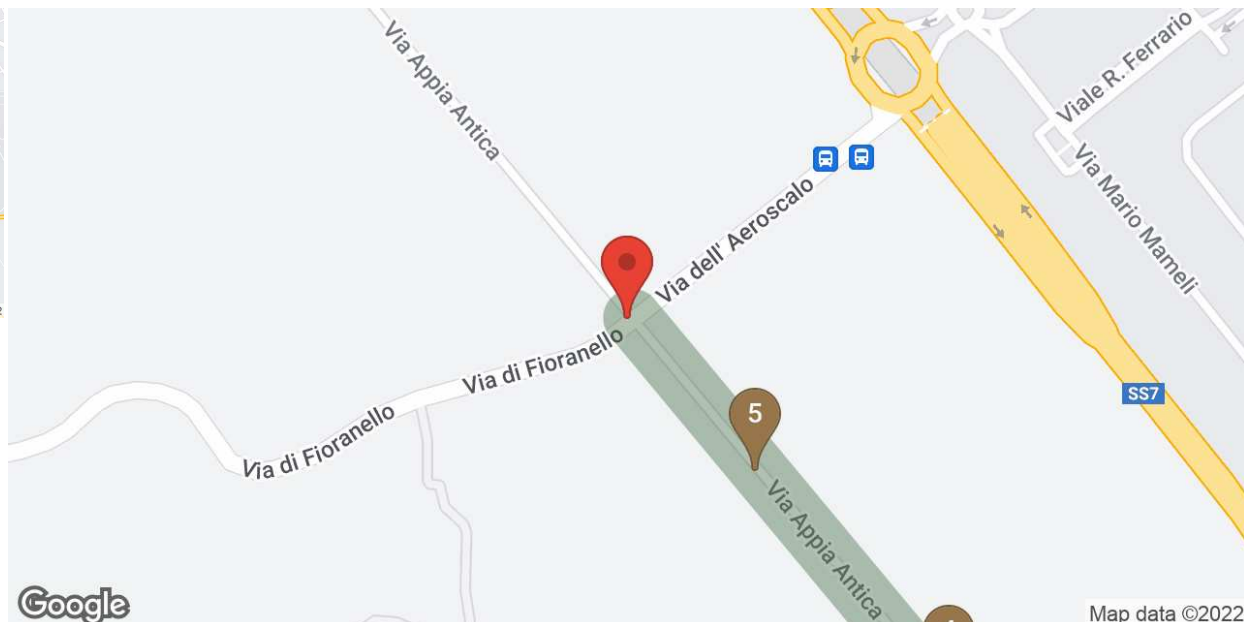 Via Appia Antica
Viale R. Ferrario
Via Mario Mameli
Via dell' Aeroscalo
Via di Fioranello
Via di Fioranello
SS7
5
Via Appia Antica
Google
Map data ©2022